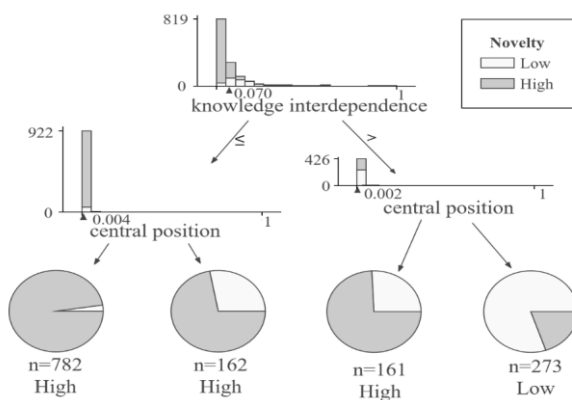 819
0
0.070
1
knowledge interdependence
Novelty
Low
High
≤
>
922
0
0.004
1
central position
426
0
0.002
1
central position
n=782
High
n=162
High
n=161
High
n=273
Low